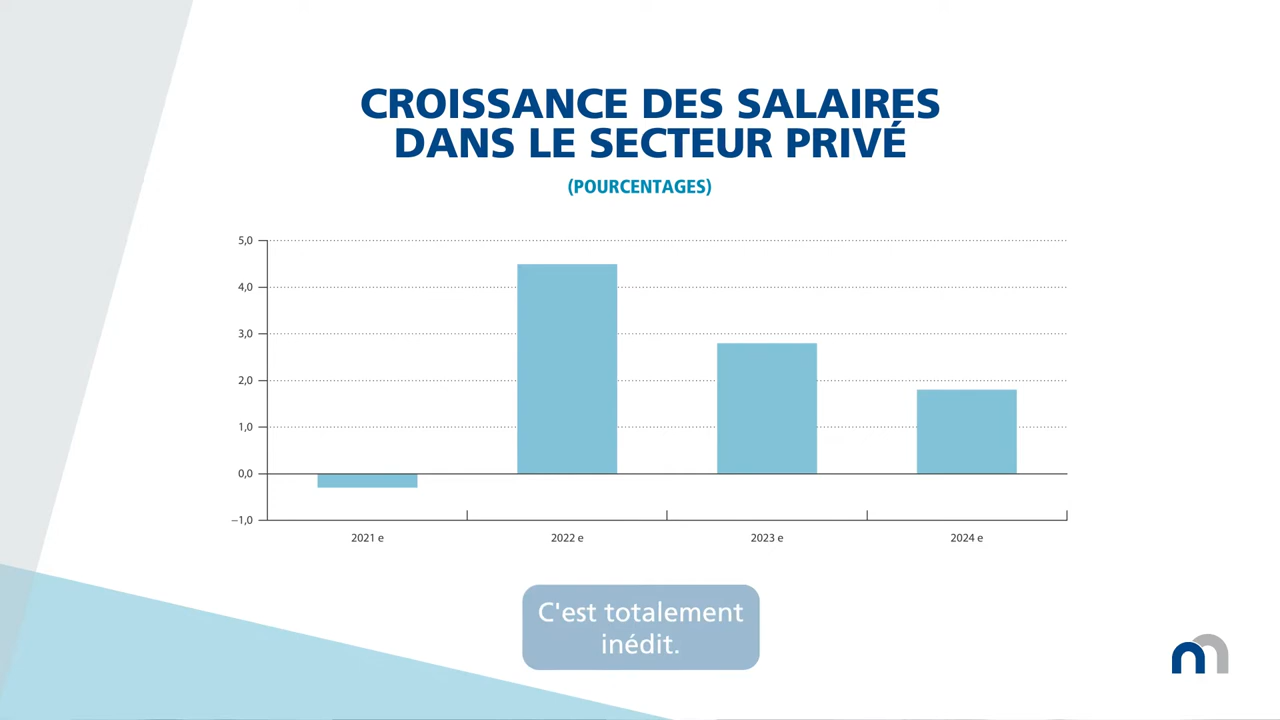 CROISSANCE DES SALAIRES
DANS LE SECTEUR PRIVÉ
(POURCENTAGES)
5,0
4,0
3,0
2,0
1,0
0,0
–1,0
2021 e
2022 e
2023 e
2024 e
C'est totalement
inédit.